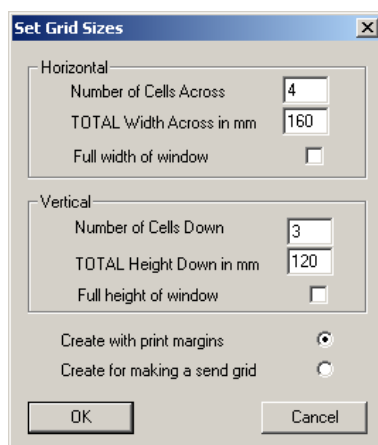 Set Grid Sizes
Horizontal
Number of Cells Across 4
TOTAL Width Across in mm 160
Full width of window
Vertical
Number of Cells Down 3
TOTAL Height Down in mm 120
Full height of window
Create with print margins
Create for making a send grid
OK Cancel